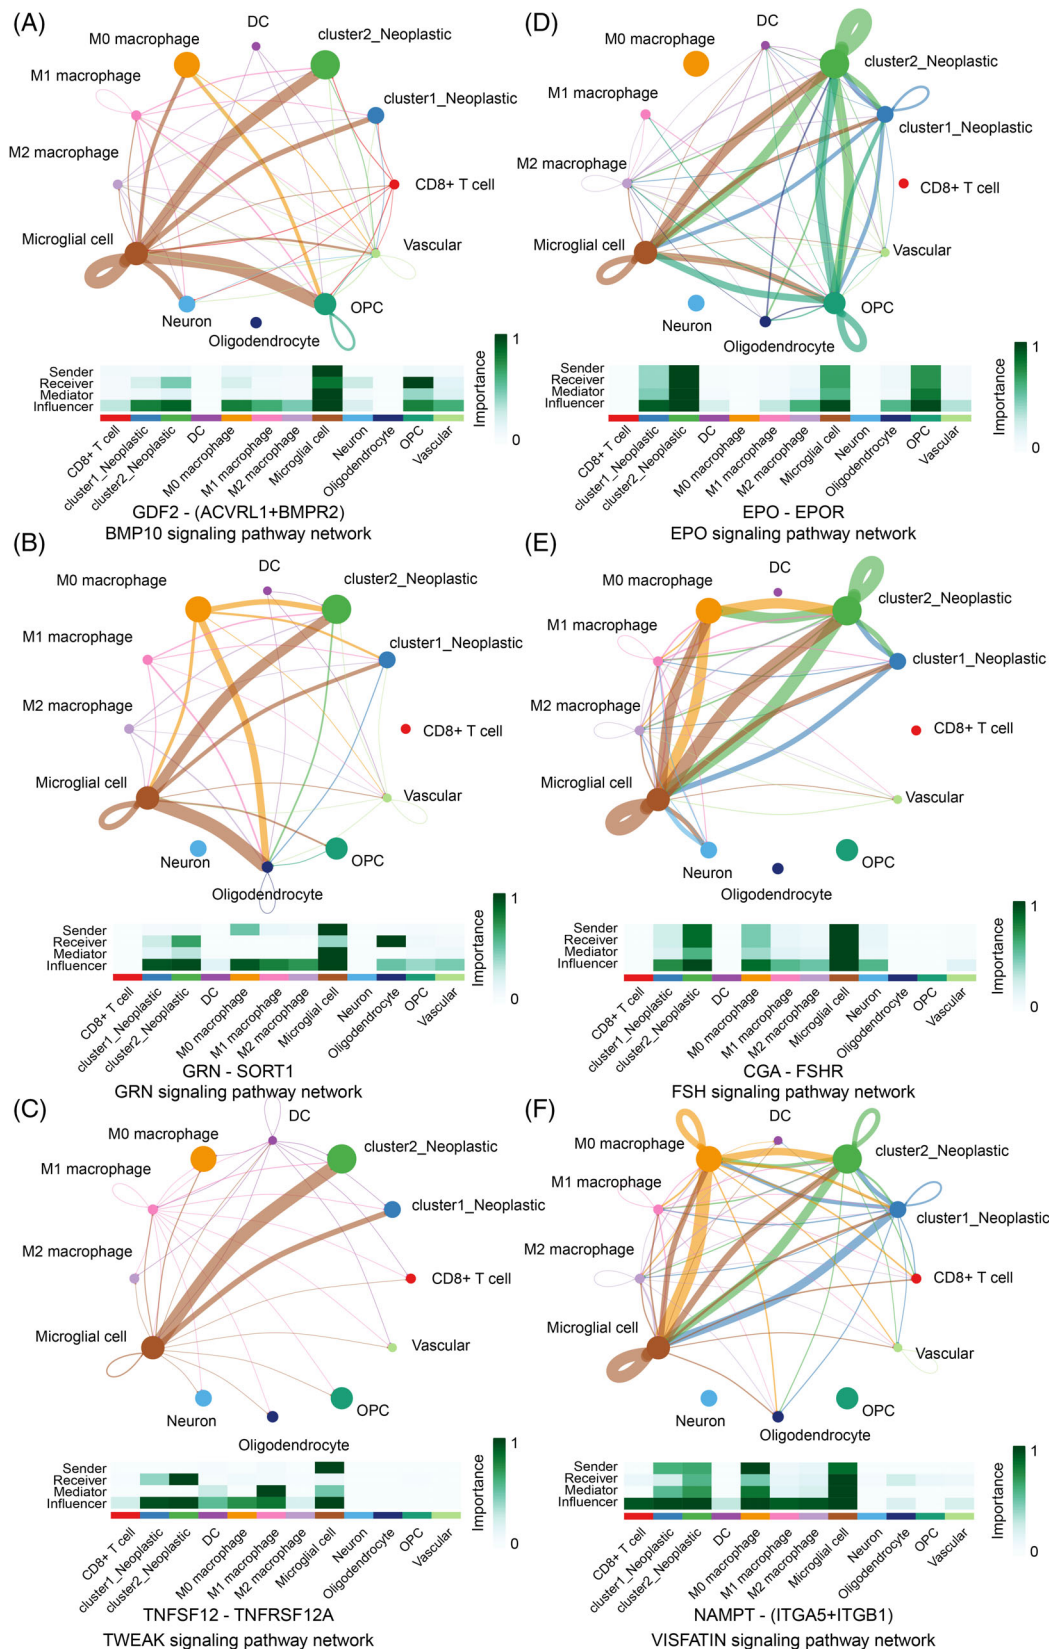 (A)
DC
M0 macrophage
cluster2_Neoplastic
M1 macrophage
cluster1_Neoplastic
M2 macrophage
CD8+ T cell
Microglial cell
Vascular
Neuron
OPC
Oligodendrocyte
Sender
Receiver
Mediator
Influencer
1
Importance
0
CD8+ T cell
cluster1_Neoplastic
cluster2_Neoplastic
DC
M0 macrophage
M1 macrophage
M2 macrophage
Microglial cell
Neuron
Oligodendrocyte
OPC
Vascular
GDF2 - (ACVRL1+BMPR2)
BMP10 signaling pathway network
(B)
DC
M0 macrophage
cluster2_Neoplastic
M1 macrophage
cluster1_Neoplastic
M2 macrophage
CD8+ T cell
Microglial cell
Vascular
Neuron
OPC
Oligodendrocyte
Sender
Receiver
Mediator
Influencer
1
Importance
0
CD8+ T cell
cluster1_Neoplastic
cluster2_Neoplastic
DC
M0 macrophage
M1 macrophage
M2 macrophage
Microglial cell
Neuron
Oligodendrocyte
OPC
Vascular
GRN - SORT1
GRN signaling pathway network
(C)
DC
M0 macrophage
cluster2_Neoplastic
M1 macrophage
cluster1_Neoplastic
M2 macrophage
CD8+ T cell
Microglial cell
Vascular
Neuron
OPC
Oligodendrocyte
Sender
Receiver
Mediator
Influencer
1
Importance
0
CD8+ T cell
cluster1_Neoplastic
cluster2_Neoplastic
DC
M0 macrophage
M1 macrophage
M2 macrophage
Microglial cell
Neuron
Oligodendrocyte
OPC
Vascular
TNFSF12 - TNFRSF12A
TWEAK signaling pathway network
(D)
DC
M0 macrophage
cluster2_Neoplastic
M1 macrophage
cluster1_Neoplastic
M2 macrophage
CD8+ T cell
Microglial cell
Vascular
Neuron
OPC
Oligodendrocyte
Sender
Receiver
Mediator
Influencer
1
Importance
0
CD8+ T cell
cluster1_Neoplastic
cluster2_Neoplastic
DC
M0 macrophage
M1 macrophage
M2 macrophage
Microglial cell
Neuron
Oligodendrocyte
OPC
Vascular
EPO - EPOR
EPO signaling pathway network
(E)
DC
M0 macrophage
cluster2_Neoplastic
M1 macrophage
cluster1_Neoplastic
M2 macrophage
CD8+ T cell
Microglial cell
Vascular
Neuron
OPC
Oligodendrocyte
Sender
Receiver
Mediator
Influencer
1
Importance
0
CD8+ T cell
cluster1_Neoplastic
cluster2_Neoplastic
DC
M0 macrophage
M1 macrophage
M2 macrophage
Microglial cell
Neuron
Oligodendrocyte
OPC
Vascular
CGA - FSHR
FSH signaling pathway network
(F)
DC
M0 macrophage
cluster2_Neoplastic
M1 macrophage
cluster1_Neoplastic
M2 macrophage
CD8+ T cell
Microglial cell
Vascular
Neuron
OPC
Oligodendrocyte
Sender
Receiver
Mediator
Influencer
1
Importance
0
CD8+ T cell
cluster1_Neoplastic
cluster2_Neoplastic
DC
M0 macrophage
M1 macrophage
M2 macrophage
Microglial cell
Neuron
Oligodendrocyte
OPC
Vascular
NAMPT - (ITGA5+ITGB1)
VISFATIN signaling pathway network